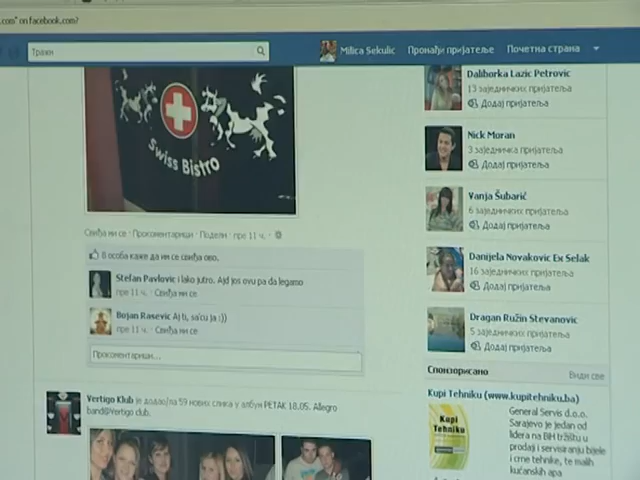 .com" on facebook.com?
Тражи
Milica Sekulic
Пронађи пријатеље
Почетна страна
Swiss Bistro
Свиђа ми се · Прокоментариши · Подели · пре 11 ч. ·
8 особа каже да им се свиђа ово.
Stefan Pavlovic i lako jutro. Ajd jos ovu pa da legamo
пре 11 ч. · Свиђа ми се
Bojan Rasevic Ajti, sa'cu ja :))
пре 11 ч. · Свиђа ми се
Прокоментариши...
Vertigo Klub је додао/ла 59 нових слика у албум PETAK 18.05. Allegro
band@Vertigo club.
Daliborka Lazic Petrovic
13 заједничких пријатеља
Додај пријатеља
Nick Moran
3 заједничка пријатеља
Додај пријатеља
Vanja Šubarić
6 заједничких пријатеља
Додај пријатеља
Danijela Novakovic Ex Selak
16 заједничких пријатеља
Додај пријатеља
Dragan Ružin Stevanovic
5 заједничких пријатеља
Додај пријатеља
Спонзорисано
Види све
Kupi Tehniku (www.kupitehniku.ba)
Kupi
Tehniku
General Servis d.o.o.
Sarajevo je jedan od
lidera na BH tržištu u
prodaji i servisiranju bijele
i crne tehnike, te malih
kućanskih apa